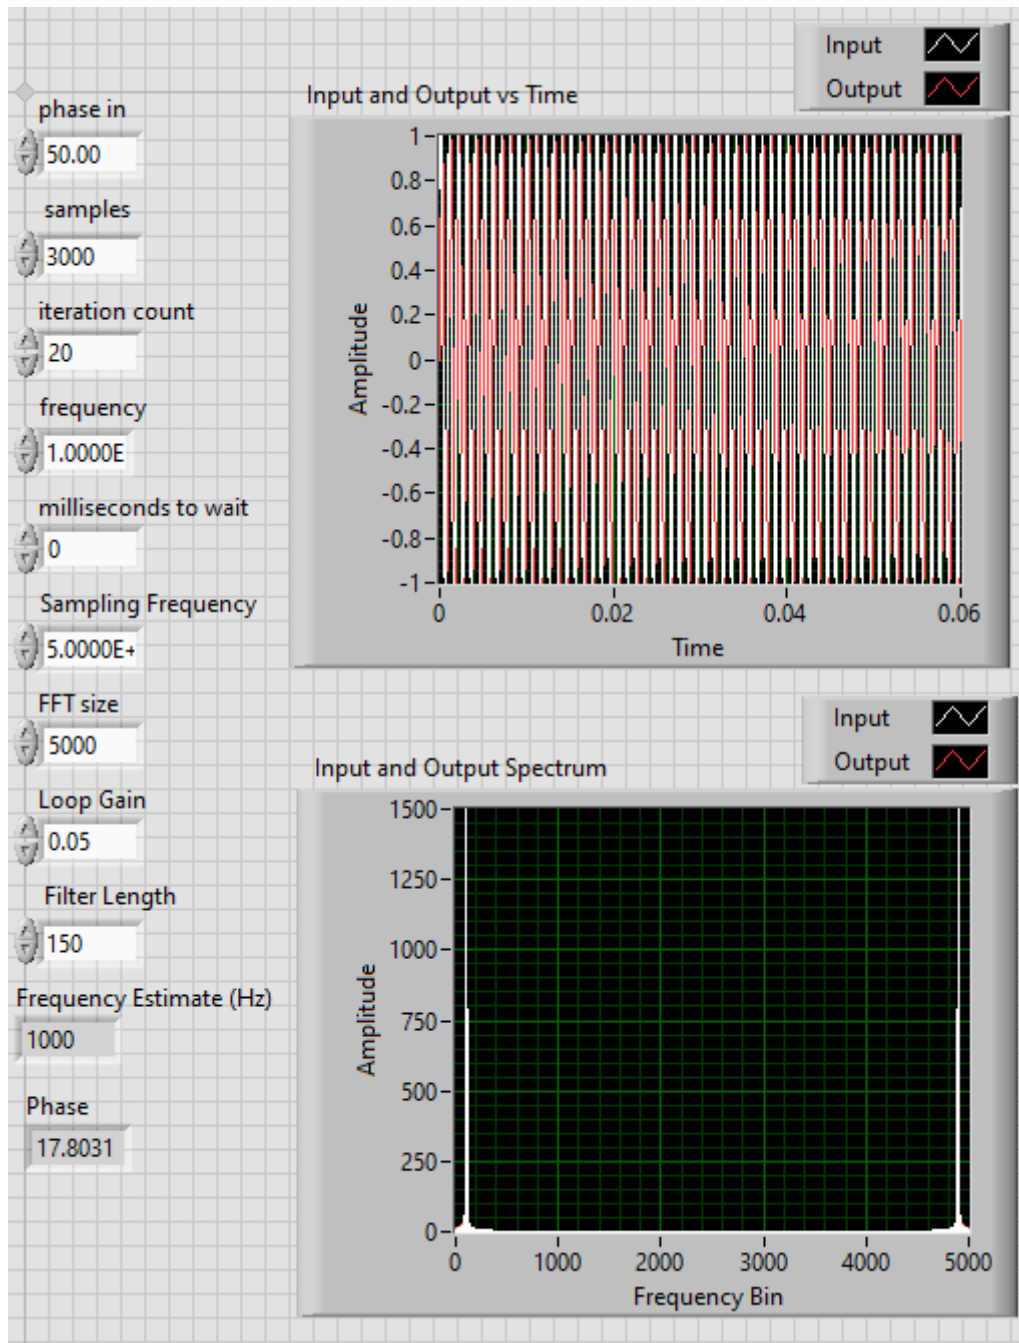 phase in
50.00
samples
3000
iteration count
20
frequency
1.0000E
milliseconds to wait
0
Sampling Frequency
5.0000E+
FFT size
5000
Loop Gain
0.05
Filter Length
150
Frequency Estimate (Hz)
1000
Phase
17.8031
Input
Output
Input and Output vs Time
1
0.8
0.6
0.4
0.2
0
-0.2
-0.4
-0.6
-0.8
-1
Amplitude
0 0.02 0.04 0.06
Time
Input
Output
Input and Output Spectrum
1500
1250
1000
750
500
250
0
Amplitude
0 1000 2000 3000 4000 5000
Frequency Bin